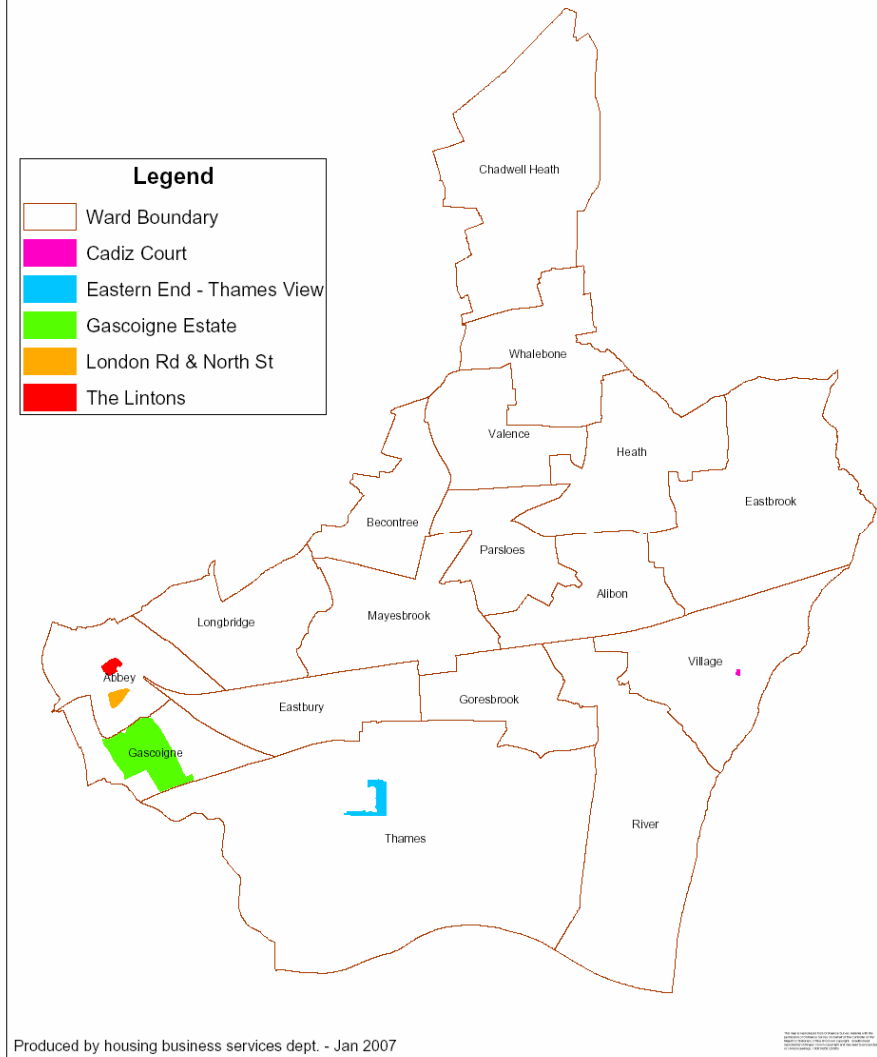 Chadwell Heath
Legend
Ward Boundary
Cadiz Court
Eastern End - Thames View
Gascoigne Estate
London Rd & North St
The Lintons
Whalebone
Valence
Heath
Eastbrook
Becontree
Parsloes
Alibon
Mayesbrook
Longbridge
Village
Abbey
Goresbrook
Eastbury
Gascoigne
River
Thames
Produced by housing business services dept. - Jan 2007